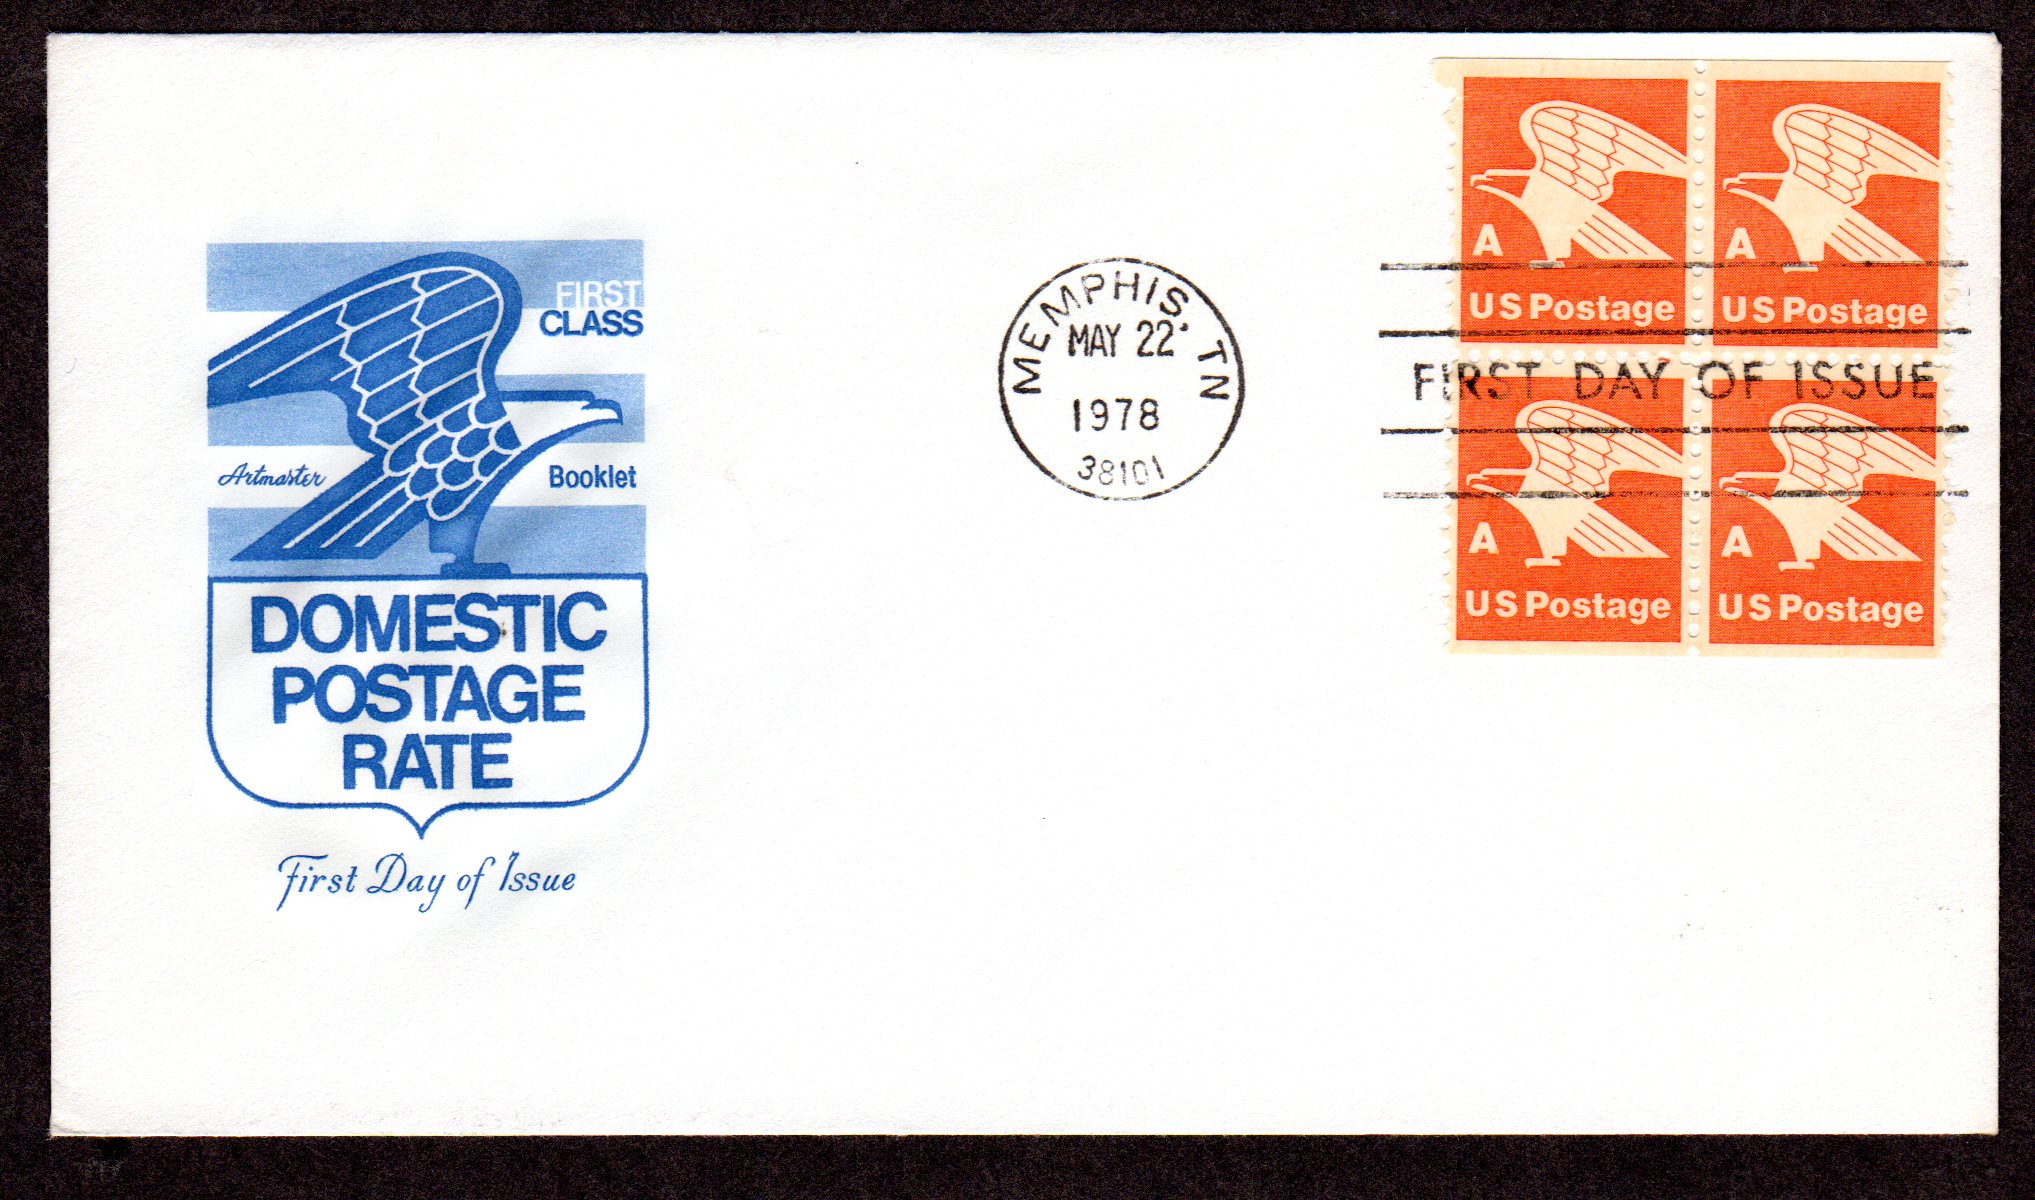 FIRST
CLASS
Artmaster
Booklet
DOMESTIC
POSTAGE
RATE
First Day of Issue
MEMPHIS, TN
MAY 22
1978
38101
A
US Postage
A
US Postage
FIRST DAY OF ISSUE
A
US Postage
A
US Postage